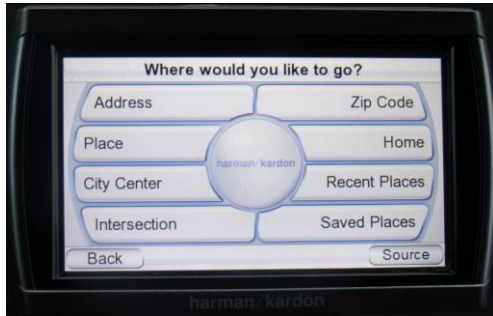 Where would you like to go?
Address
Zip Code
Place
Home
harman/kardon
City Center
Recent Places
Intersection
Saved Places
Back
Source
harman/kardon